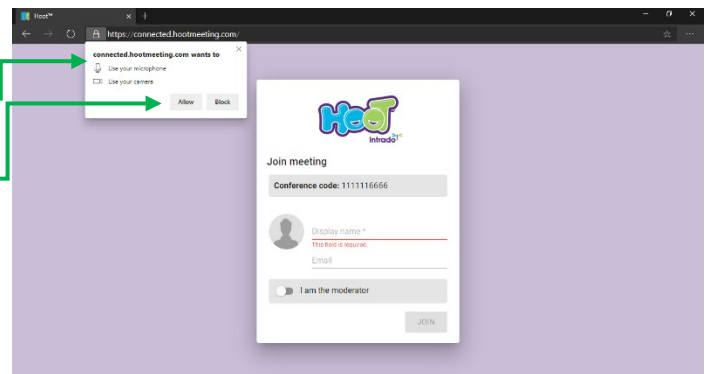 Hoot™
https://connected.hootmeeting.com/
connected.hootmeeting.com wants to
Use your microphone
Use your camera
Allow Block
HOOT
intrado
Join meeting
Conference code: 1111116666
Display name *
This field is required.
Email
I am the moderator
JOIN